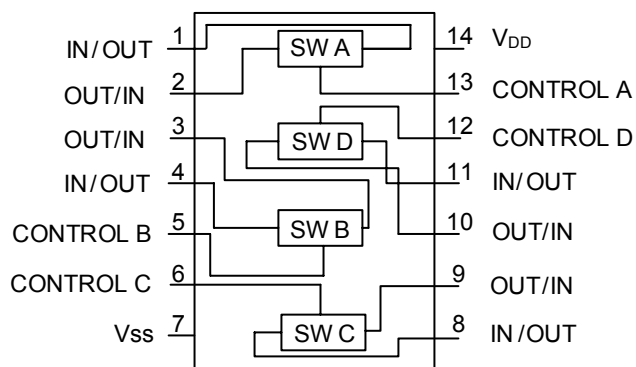 IN/OUT 1 SW A 14 VDD
OUT/IN 2 13 CONTROL A
OUT/IN 3 SW D 12 CONTROL D
IN/OUT 4 11 IN/OUT
CONTROL B 5 SW B 10 OUT/IN
CONTROL C 6 9 OUT/IN
Vss 7 SW C 8 IN/OUT